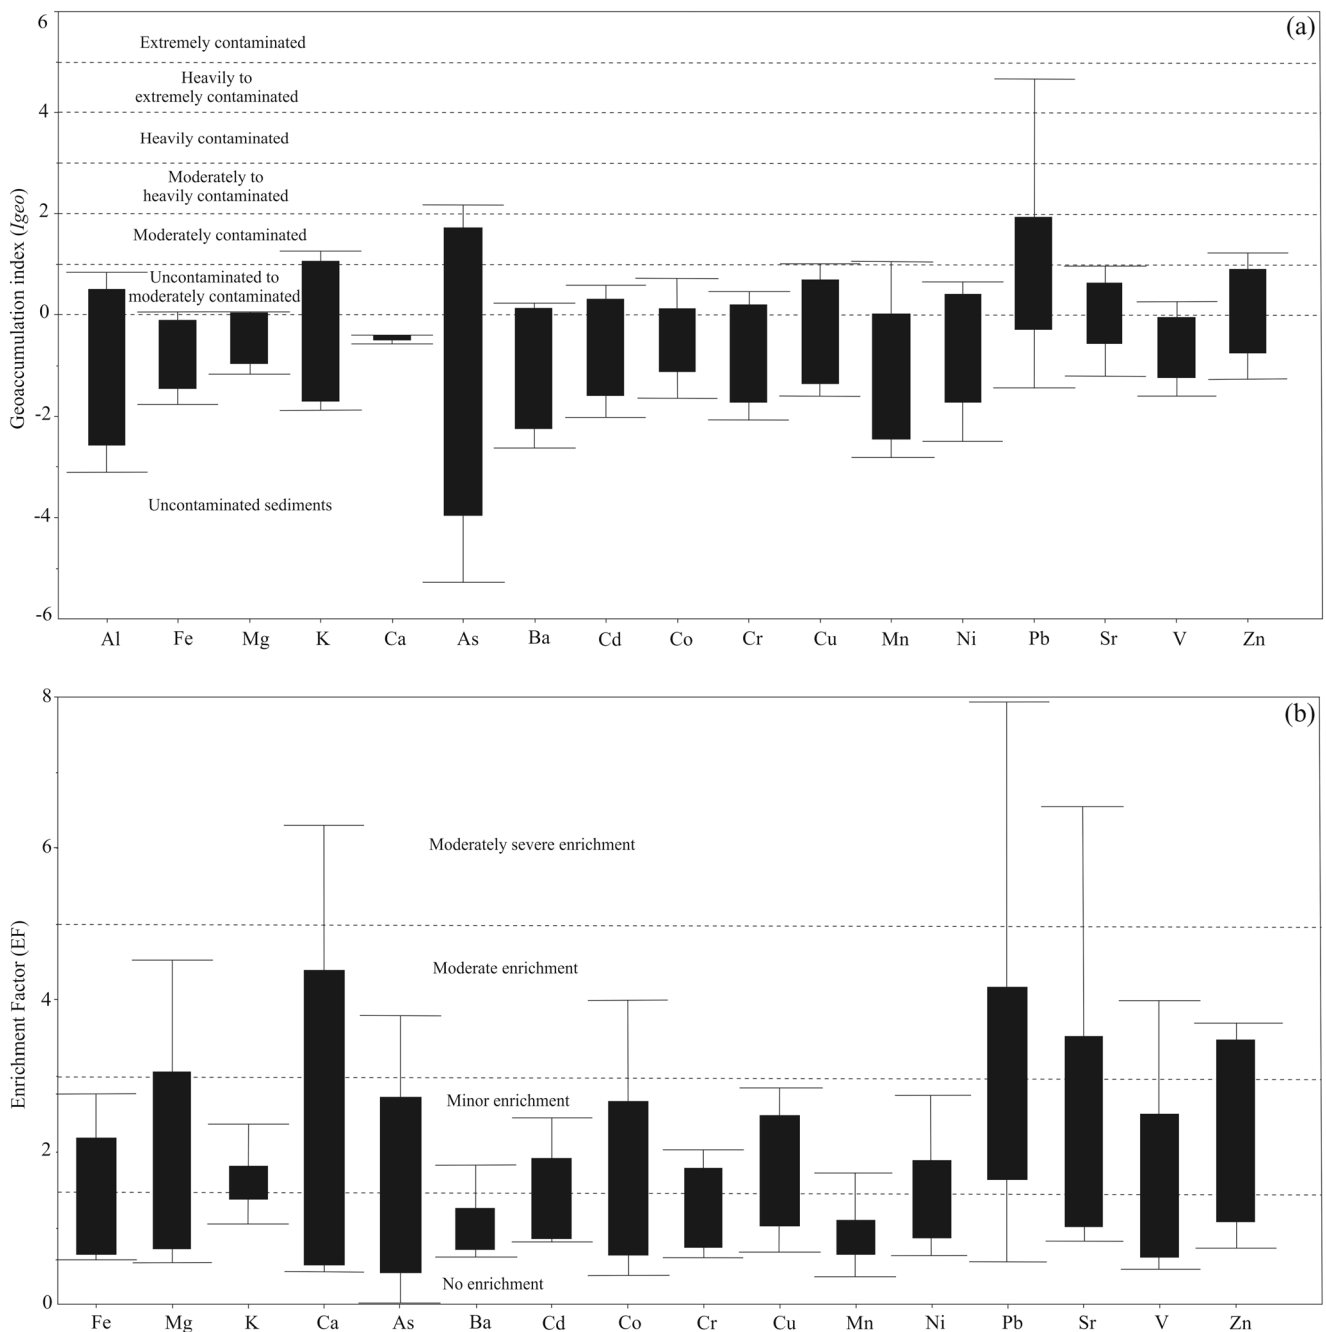 (a)
6
4
2
0
-2
-4
-6
Geoaccumulation index (Igeo)
Extremely contaminated
Heavily to
extremely contaminated
Heavily contaminated
Moderately to
heavily contaminated
Moderately contaminated
Uncontaminated to
moderately contaminated
Uncontaminated sediments
Al Fe Mg K Ca As Ba Cd Co Cr Cu Mn Ni Pb Sr V Zn
(b)
8
6
4
2
0
Enrichment Factor (EF)
Moderately severe enrichment
Moderate enrichment
Minor enrichment
No enrichment
Fe Mg K Ca As Ba Cd Co Cr Cu Mn Ni Pb Sr V Zn